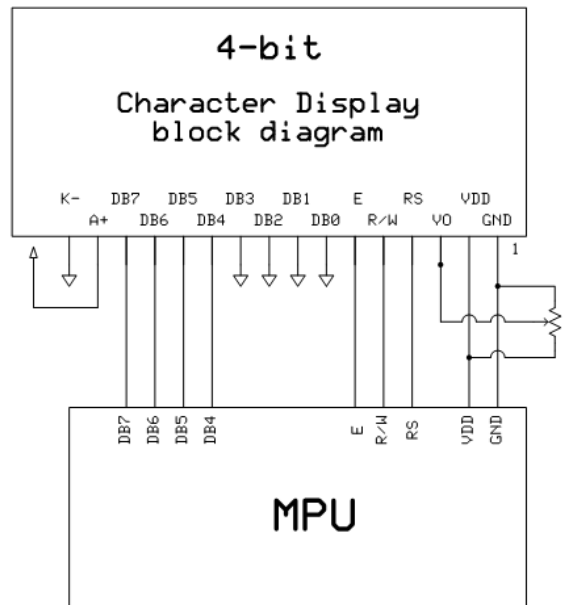 4-bit
Character Display
block diagram
K- DB7 DB5 DB3 DB1 E RS VDD
A+ DB6 DB4 DB2 DB0 R/W VO GND
1
DB7 DB6 DB5 DB4 E R/W RS VDD GND
MPU